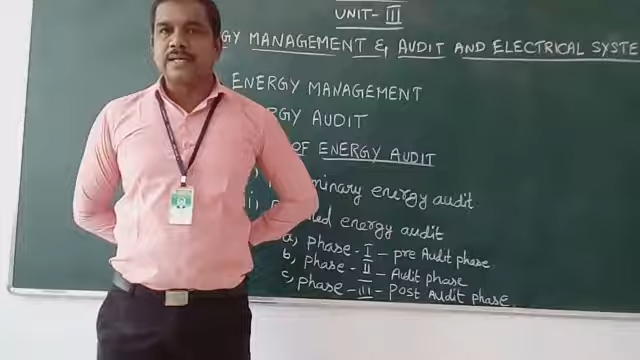 UNIT-III
GY MANAGEMENT & AUDIT AND ELECTRICAL SYSTE
ENERGY MANAGEMENT
RGY AUDIT
OF ENERGY AUDIT
minary energy audit
ii) led energy audit
a, phase-I - pre Audit phase
b, phase-II - Audit phase
c, phase-III - Post Audit phase